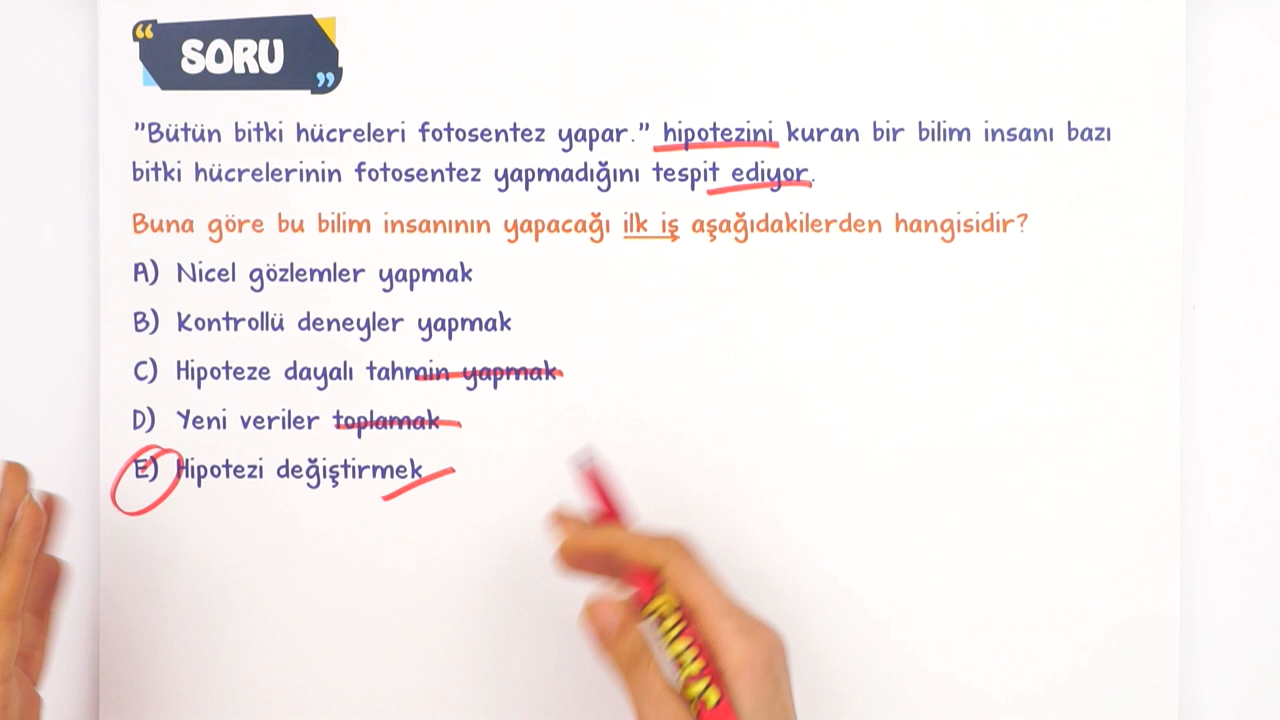 SORU
"Bütün bitki hücreleri fotosentez yapar." hipotezini kuran bir bilim insanı bazı
bitki hücrelerinin fotosentez yapmadığını tespit ediyor.
Buna göre bu bilim insanının yapacağı ilk iş aşağıdakilerden hangisidir?
A) Nicel gözlemler yapmak
B) Kontrollü deneyler yapmak
C) Hipoteze dayalı tahmin yapmak
D) Yeni veriler toplamak
E) Hipotezi değiştirmek